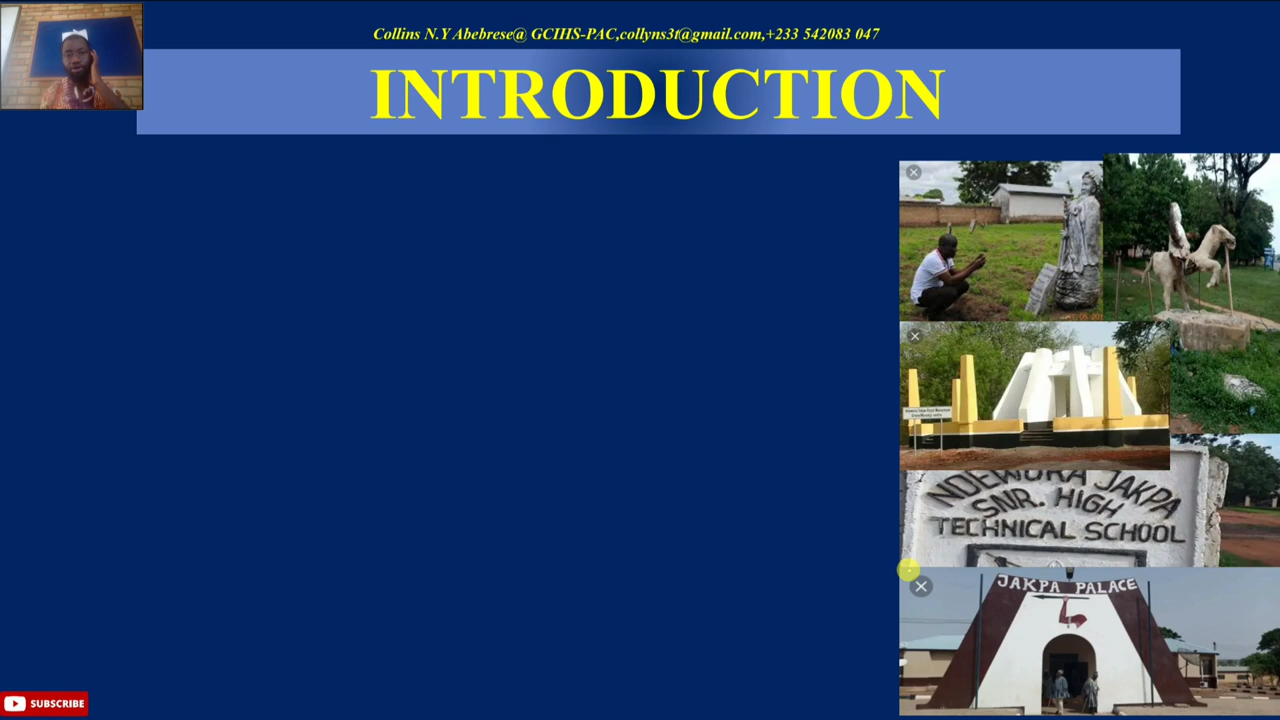 Collins N.Y Abebrese@ GCIHS-PAC,collyns3t@gmail.com,+233 542083 047
INTRODUCTION
NDEWURA JAKPA
SNR. HIGH
TECHNICAL SCHOOL
JAKPA PALACE
SUBSCRIBE